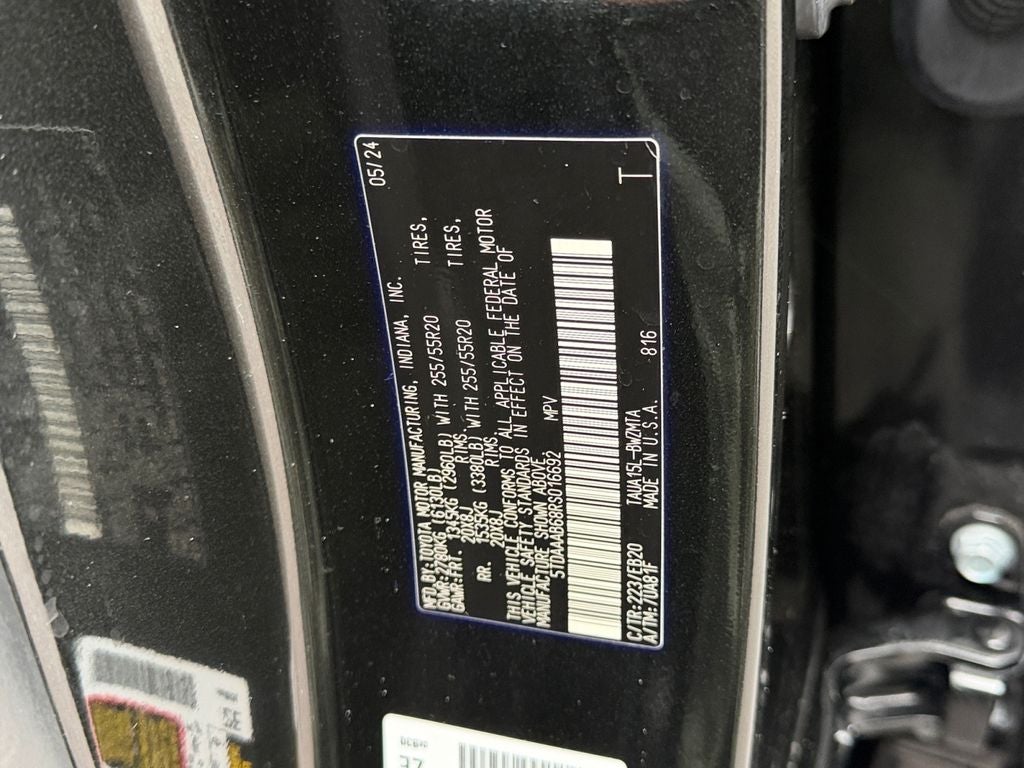 MFD.BY:TOYOTA MOTOR MANUFACTURING, INDIANA, INC. 05/24
GVWR:2780KG (6130LB)
GAWR:FRT. 1345KG (2960LB) WITH 255/55R20 TIRES,
20X8J RIMS
RR. 1535KG (3380LB) WITH 255/55R20 TIRES,
20X8J RIMS
THIS VEHICLE CONFORMS TO ALL APPLICABLE FEDERAL MOTOR
VEHICLE SAFETY STANDARDS IN EFFECT ON THE DATE OF
MANUFACTURE SHOWN ABOVE.
5TDAAAB68RS016692 MPV
C/TR:223/EB20 TAUA15L-BWZMTA 816
A/TM:-/UA81F MADE IN U.S.A. T